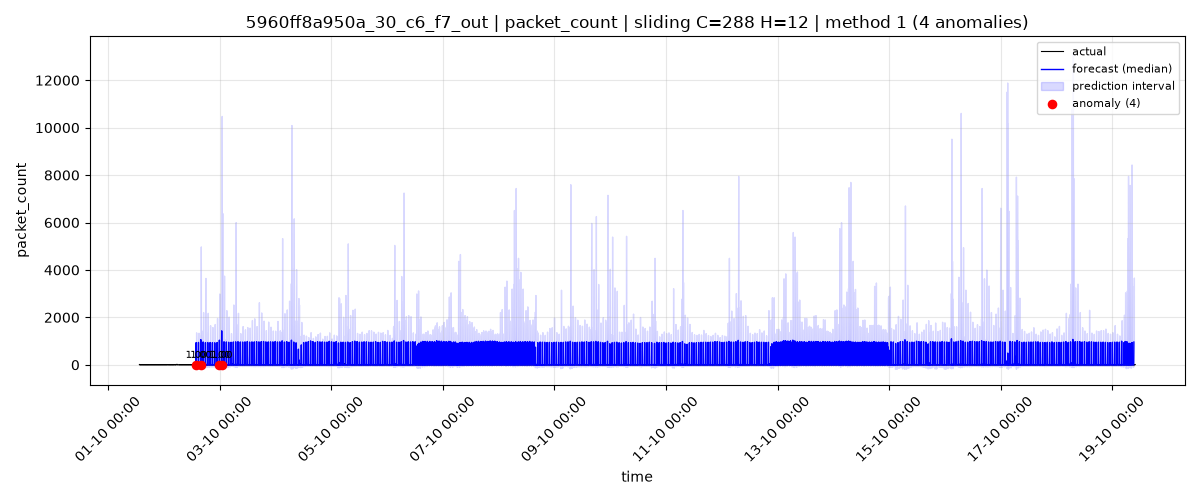 5960ff8a950a_30_c6_f7_out | packet_count | sliding C=288 H=12 | method 1 (4 anomalies)
packet_count
12000
10000
8000
6000
4000
2000
0
actual
forecast (median)
prediction interval
anomaly (4)
01-10 00:00
03-10 00:00
05-10 00:00
07-10 00:00
09-10 00:00
11-10 00:00
13-10 00:00
15-10 00:00
17-10 00:00
19-10 00:00
time